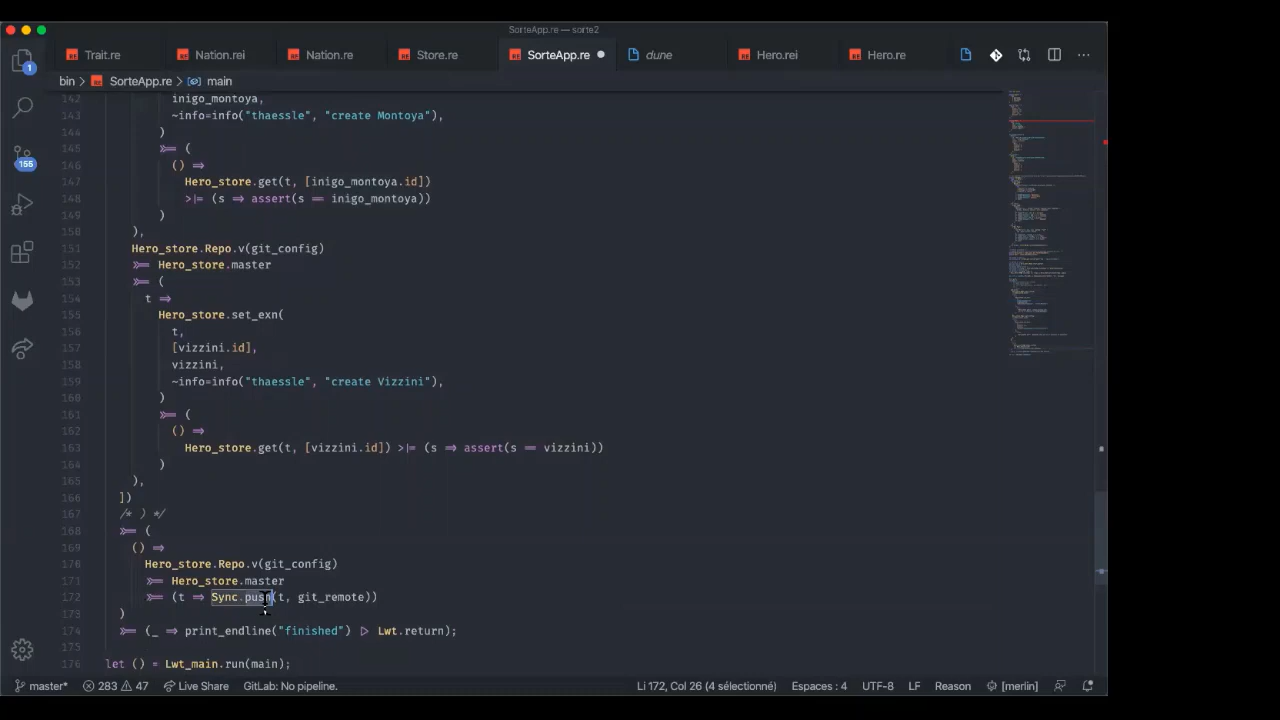 SorteApp.re — sorte2
Trait.re Nation.rei Nation.re Store.re SorteApp.re dune Hero.rei Hero.re
bin > SorteApp.re > main
142 inigo_montoya,
143 ~info=info("thaessle", "create Montoya"),
144 )
145 >>= (
146 () =>
147 Hero_store.get(t, [inigo_montoya.id])
148 >|= (s => assert(s == inigo_montoya))
149 )
150 ),
151 Hero_store.Repo.v(git_config)
152 >>= Hero_store.master
153 >>= (
154 t =>
155 Hero_store.set_exn(
156 t,
157 [vizzini.id],
158 vizzini,
159 ~info=info("thaessle", "create Vizzini"),
160 )
161 >>= (
162 () =>
163 Hero_store.get(t, [vizzini.id]) >|= (s => assert(s == vizzini))
164 )
165 ),
166 ])
167 /* ) */
168 >>= (
169 () =>
170 Hero_store.Repo.v(git_config)
171 >>= Hero_store.master
172 >>= (t => Sync.push(t, git_remote))
173 )
174 >>= (_ => print_endline("finished") |> Lwt.return);
175
176 let () = Lwt_main.run(main);
1
155
master* 283 47 Live Share GitLab: No pipeline. Li 172, Col 26 (4 sélectionné) Espaces : 4 UTF-8 LF Reason [merlin]